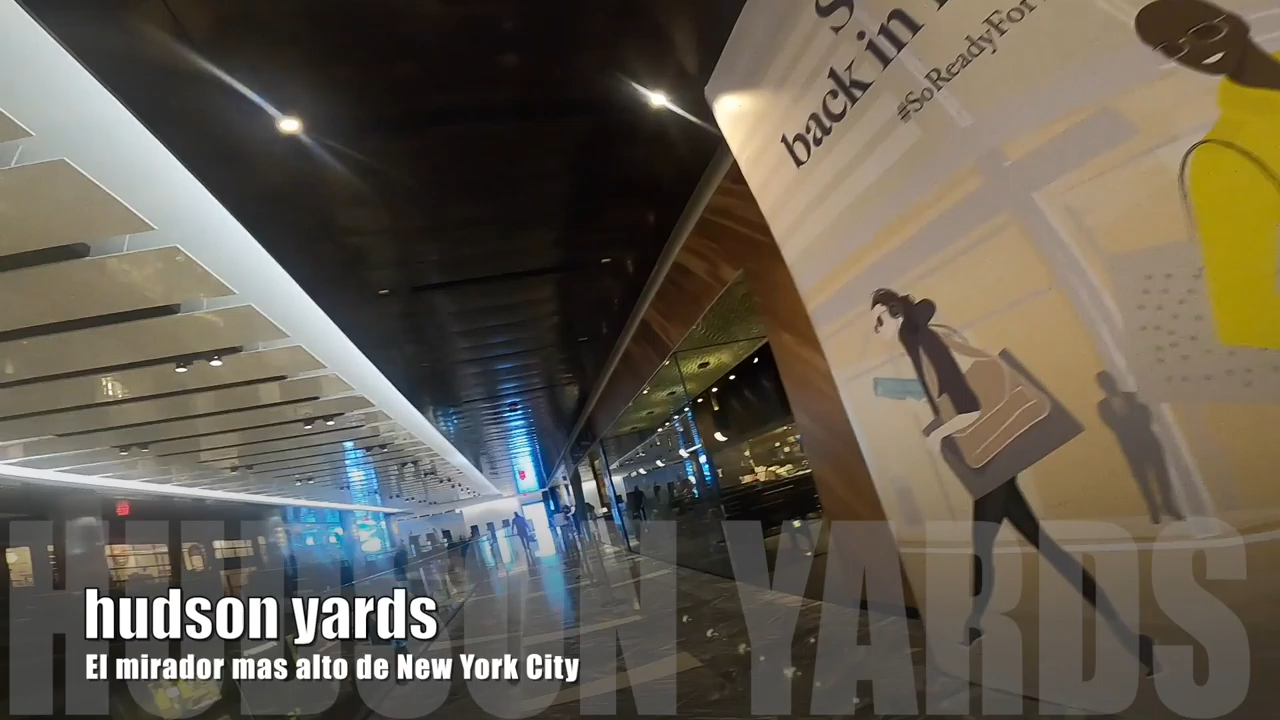 back in
#SoReadyFor
HUDSON YARDS
hudson yards
El mirador mas alto de New York City